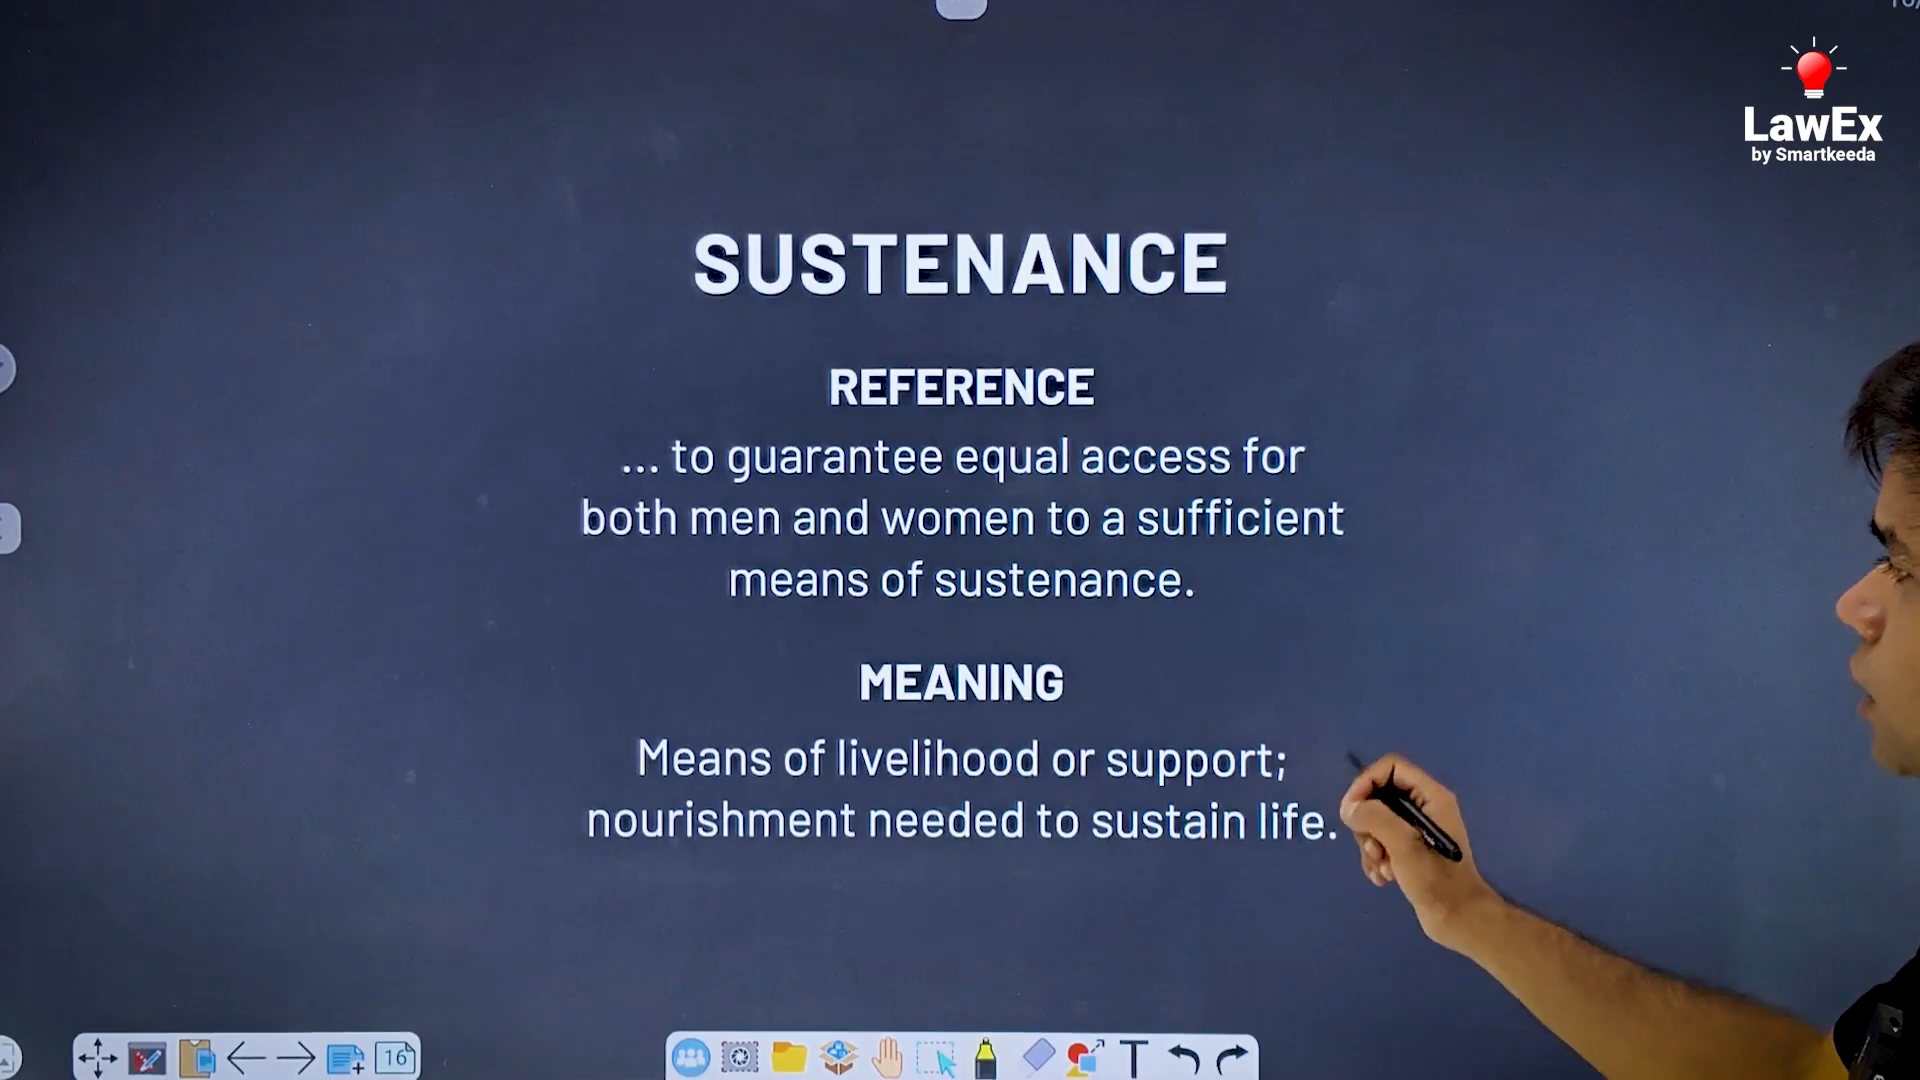 LawEx
by Smartkeeda
SUSTENANCE
REFERENCE
... to guarantee equal access for
both men and women to a sufficient
means of sustenance.
MEANING
Means of livelihood or support;
nourishment needed to sustain life.
16
T